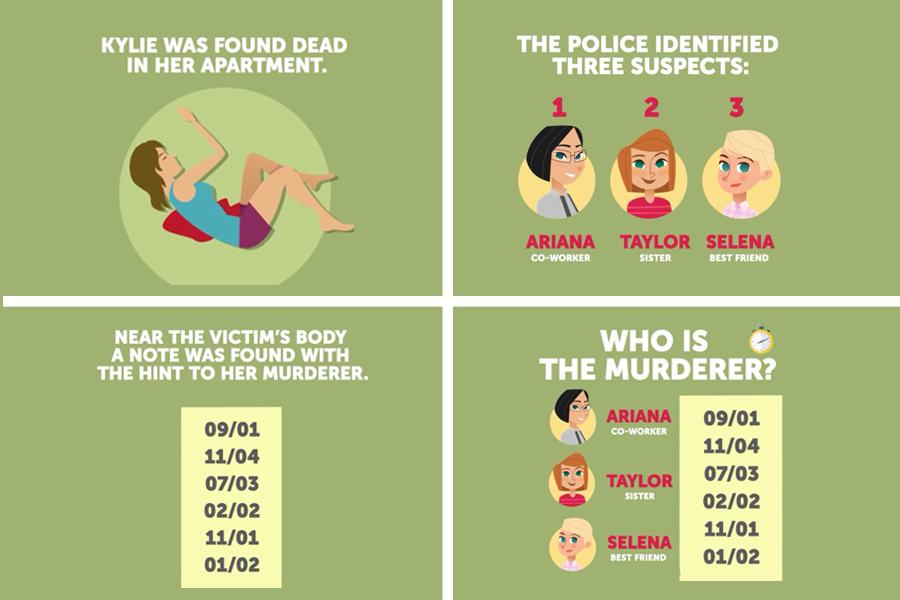 KYLIE WAS FOUND DEAD
IN HER APARTMENT.
THE POLICE IDENTIFIED
THREE SUSPECTS:
1 2 3
ARIANA TAYLOR SELENA
CO-WORKER SISTER BEST FRIEND
NEAR THE VICTIM'S BODY
A NOTE WAS FOUND WITH
THE HINT TO HER MURDERER.
09/01
11/04
07/03
02/02
11/01
01/02
WHO IS
THE MURDERER?
ARIANA
CO-WORKER
TAYLOR
SISTER
SELENA
BEST FRIEND
09/01
11/04
07/03
02/02
11/01
01/02